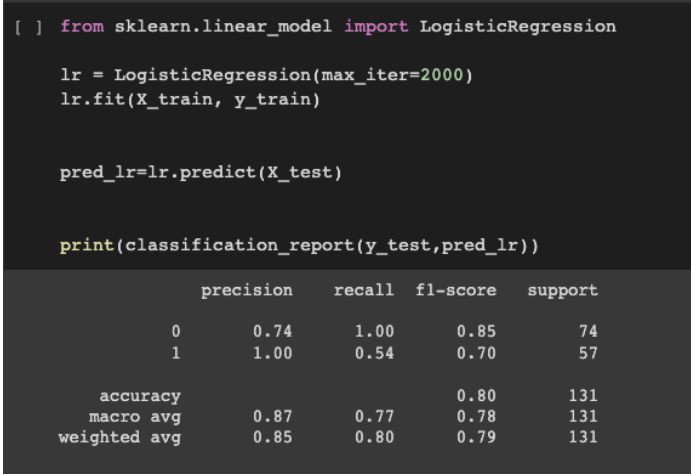 [ ] from sklearn.linear_model import LogisticRegression
lr = LogisticRegression(max_iter=2000)
lr.fit(X_train, y_train)
pred_lr=lr.predict(X_test)
print(classification_report(y_test,pred_lr))
precision recall f1-score support
0 0.74 1.00 0.85 74
1 1.00 0.54 0.70 57
accuracy 0.80 131
macro avg 0.87 0.77 0.78 131
weighted avg 0.85 0.80 0.79 131